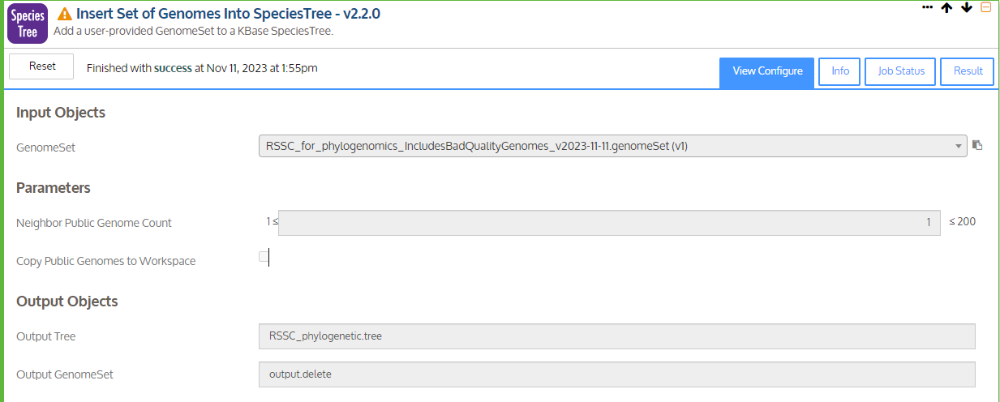 Species Tree
Insert Set of Genomes Into SpeciesTree - v2.2.0
Add a user-provided GenomeSet to a KBase SpeciesTree.
Reset
Finished with success at Nov 11, 2023 at 1:55pm
View Configure
Info
Job Status
Result
Input Objects
GenomeSet
RSSC_for_phylogenomics_IncludesBadQualityGenomes_v2023-11-11.genomeSet (v1)
Parameters
Neighbor Public Genome Count
1 ≤
1
≤ 200
Copy Public Genomes to Workspace
Output Objects
Output Tree
RSSC_phylogenetic.tree
Output GenomeSet
output.delete